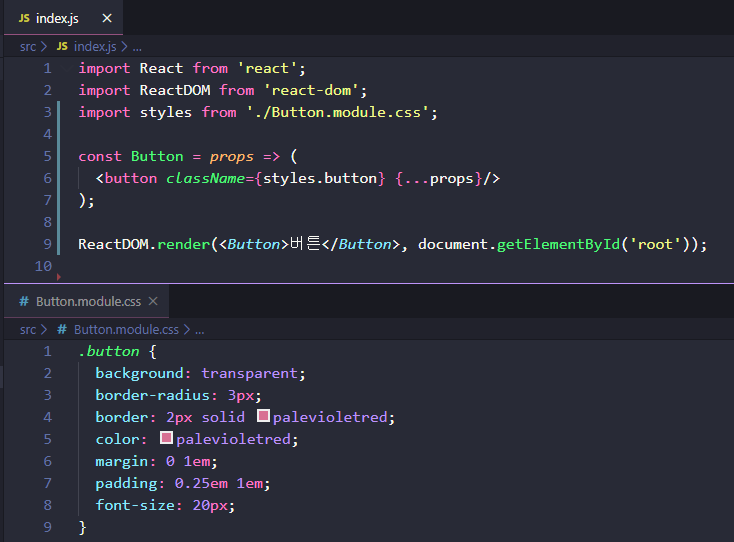 JS index.js ×
src > JS index.js > ...
1 import React from 'react';
2 import ReactDOM from 'react-dom';
3 import styles from './Button.module.css';
4
5 const Button = props => (
6   <button className={styles.button} {...props}/>
7 );
8
9 ReactDOM.render(<Button>버튼</Button>, document.getElementById('root'));
10
# Button.module.css ×
src > # Button.module.css > ...
1 .button {
2   background: transparent;
3   border-radius: 3px;
4   border: 2px solid palevioletred;
5   color: palevioletred;
6   margin: 0 1em;
7   padding: 0.25em 1em;
8   font-size: 20px;
9 }